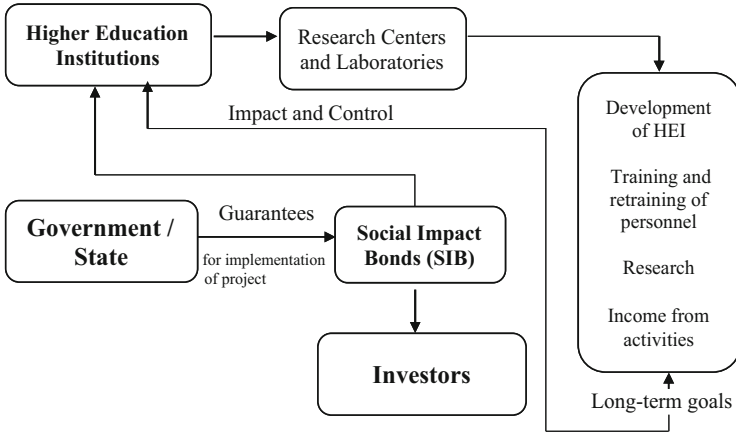 Higher Education
Institutions
Research Centers
and Laboratories
Impact and Control
Development
of HEI
Training and
retraining of
personnel
Research
Income from
activities
Government /
State
Guarantees
for implementation
of project
Social Impact
Bonds (SIB)
Investors
Long-term goals